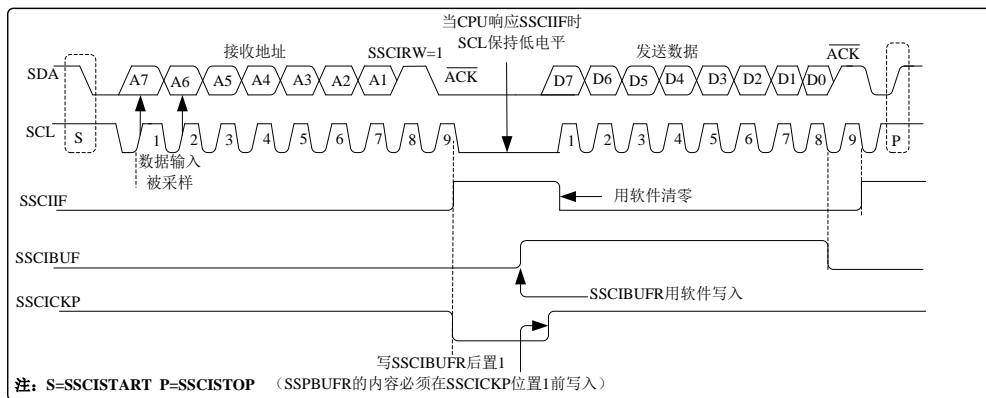 当CPU响应SSCIIF时
SCL保持低电平
接收地址
SSCIRW=1
发送数据
ACK
SDA
A7 A6 A5 A4 A3 A2 A1
ACK
D7 D6 D5 D4 D3 D2 D1 D0
SCL
S
1 2 3 4 5 6 7 8 9
1 2 3 4 5 6 7 8 9
P
数据输入
被采样
SSCIIF
用软件清零
SSCIBUF
SSCIBUFR用软件写入
SSCICKP
写SSCIBUFR后置1
注：S=SSCISTART P=SSCISTOP （SSPBUFR的内容必须在SSCICKP位置1前写入）